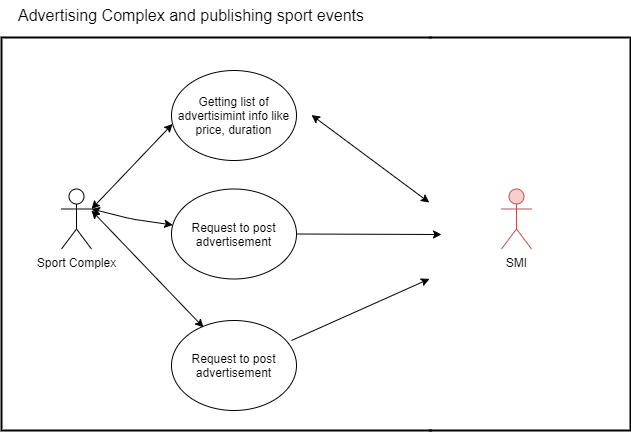 Advertising Complex and publishing sport events
Getting list of
advertisimint info like
price, duration
Request to post
advertisement
Sport Complex
SMI
Request to post
advertisement